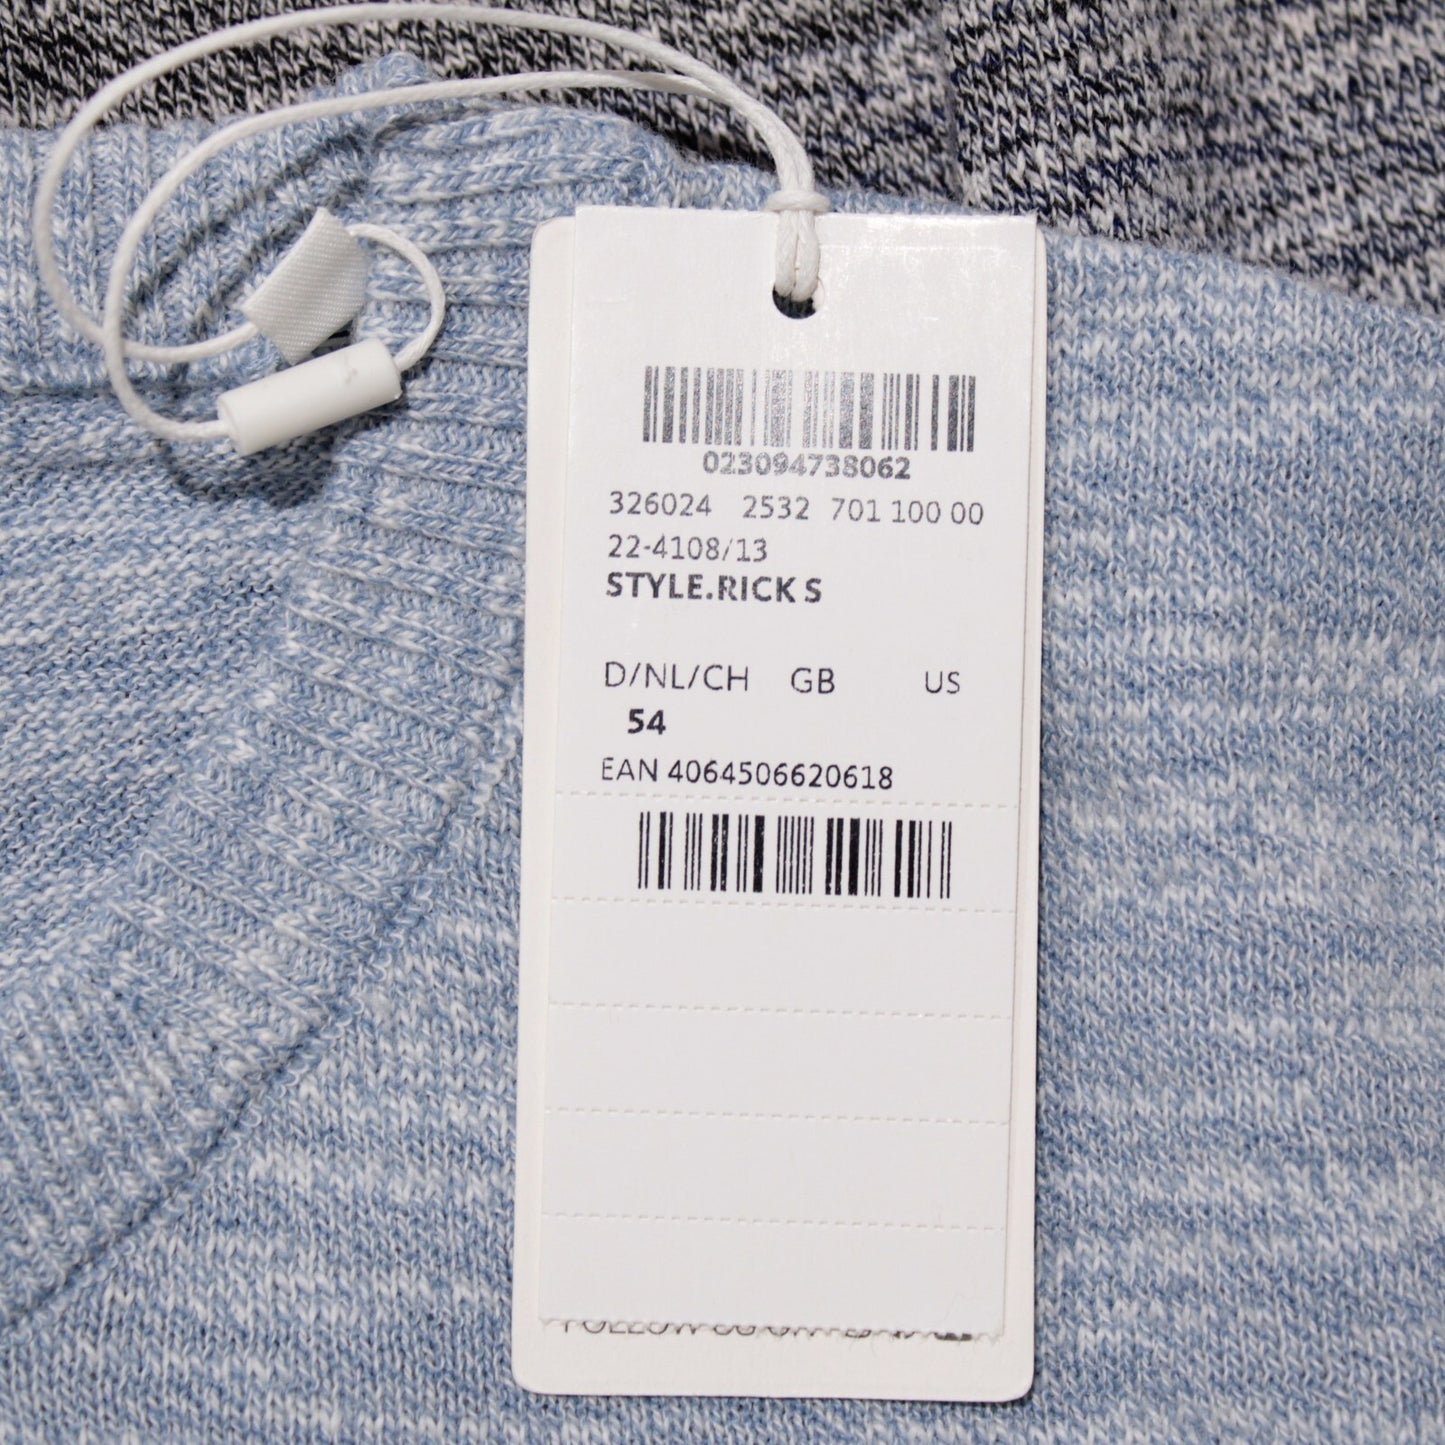 023094738062
326024 2532 701 100 00
22-4108/13
STYLE.RICK S
D/NL/CH GB US
54
EAN 4064506620618